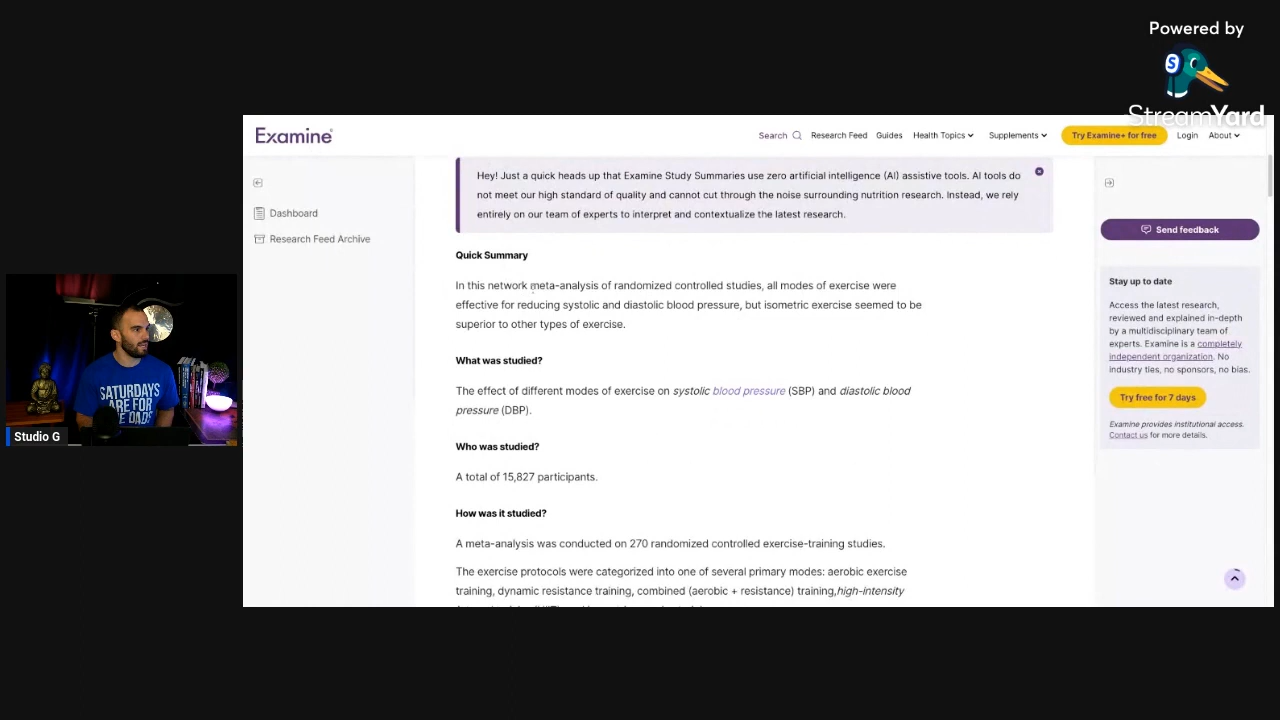 Powered by
S
StreamYard
Examine
Search
Research Feed
Guides
Health Topics
Supplements
Try Examine+ for free
Login
About
Hey! Just a quick heads up that Examine Study Summaries use zero artificial intelligence (AI) assistive tools. AI tools do
not meet our high standard of quality and cannot cut through the noise surrounding nutrition research. Instead, we rely
entirely on our team of experts to interpret and contextualize the latest research.
Dashboard
Research Feed Archive
Quick Summary
In this network meta-analysis of randomized controlled studies, all modes of exercise were
effective for reducing systolic and diastolic blood pressure, but isometric exercise seemed to be
superior to other types of exercise.
What was studied?
The effect of different modes of exercise on systolic blood pressure (SBP) and diastolic blood
pressure (DBP).
Who was studied?
A total of 15,827 participants.
How was it studied?
A meta-analysis was conducted on 270 randomized controlled exercise-training studies.
The exercise protocols were categorized into one of several primary modes: aerobic exercise
training, dynamic resistance training, combined (aerobic + resistance) training,high-intensity
Send feedback
Stay up to date
Access the latest research,
reviewed and explained in-depth
by a multidisciplinary team of
experts. Examine is a completely
independent organization. No
industry ties, no sponsors, no bias.
Try free for 7 days
Examine provides institutional access.
Contact us for more details.
SATURDAYS
ARE FOR
THE DADS
Studio G